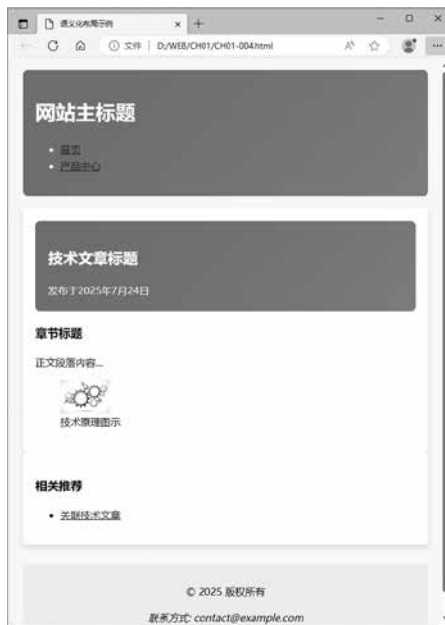 语义化布局示例
文件
D:/WEB/CH01/CH01-004.html
网站主标题
首页
产品中心
技术文章标题
发布于2025年7月24日
章节标题
正文段落内容...
技术原理图示
相关推荐
关联技术文章
© 2025 版权所有
联系方式: contact@example.com